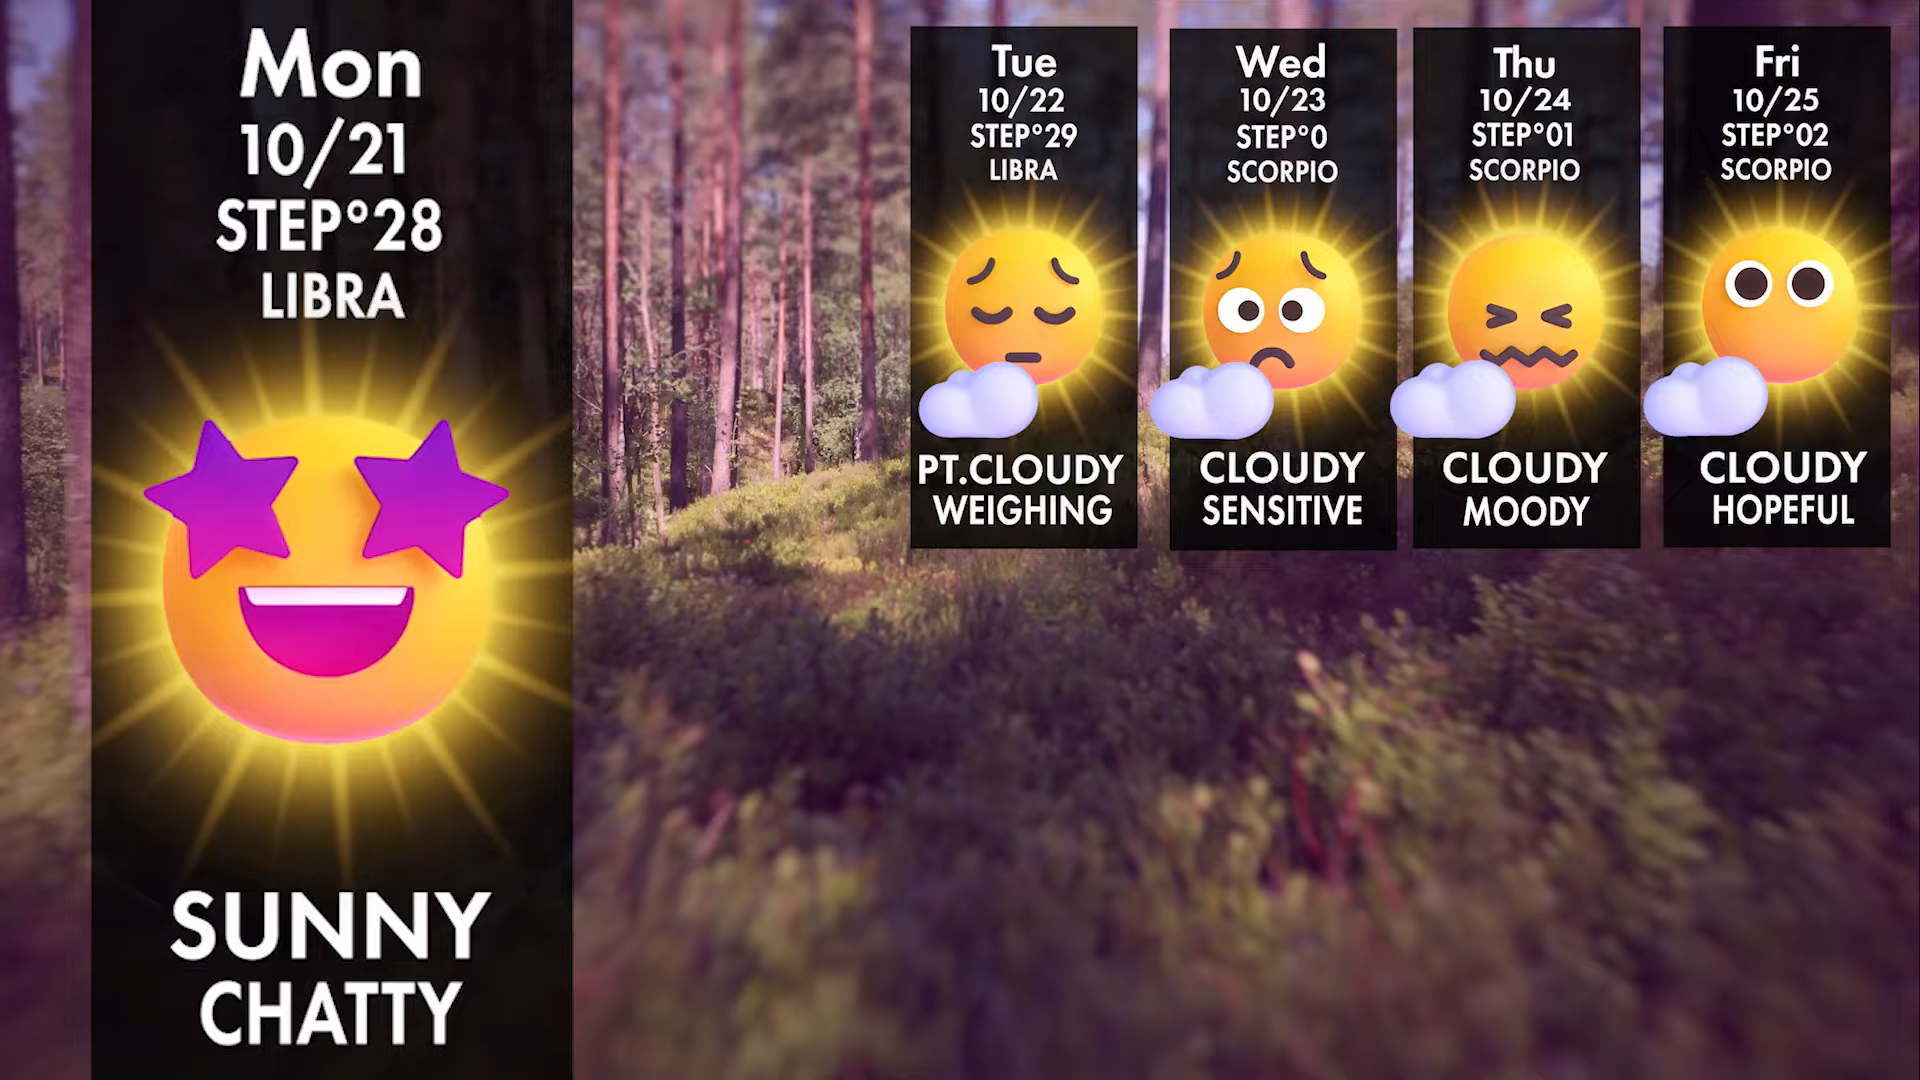 Mon
10/21
STEP°28
LIBRA
SUNNY
CHATTY
Tue
10/22
STEP°29
LIBRA
PT.CLOUDY
WEIGHING
Wed
10/23
STEP°0
SCORPIO
CLOUDY
SENSITIVE
Thu
10/24
STEP°01
SCORPIO
CLOUDY
MOODY
Fri
10/25
STEP°02
SCORPIO
CLOUDY
HOPEFUL